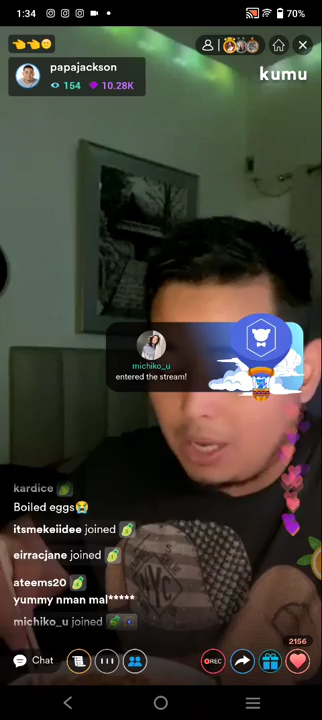 1:34
70%
papajackson
154 10.28K
kumu
michiko_u
entered the stream!
kardice
Boiled eggs😭
itsmekeiidee joined
eirracjane joined
ateems20
yummy nman mal*****
michiko_u joined
NYC
2156
Chat
REC